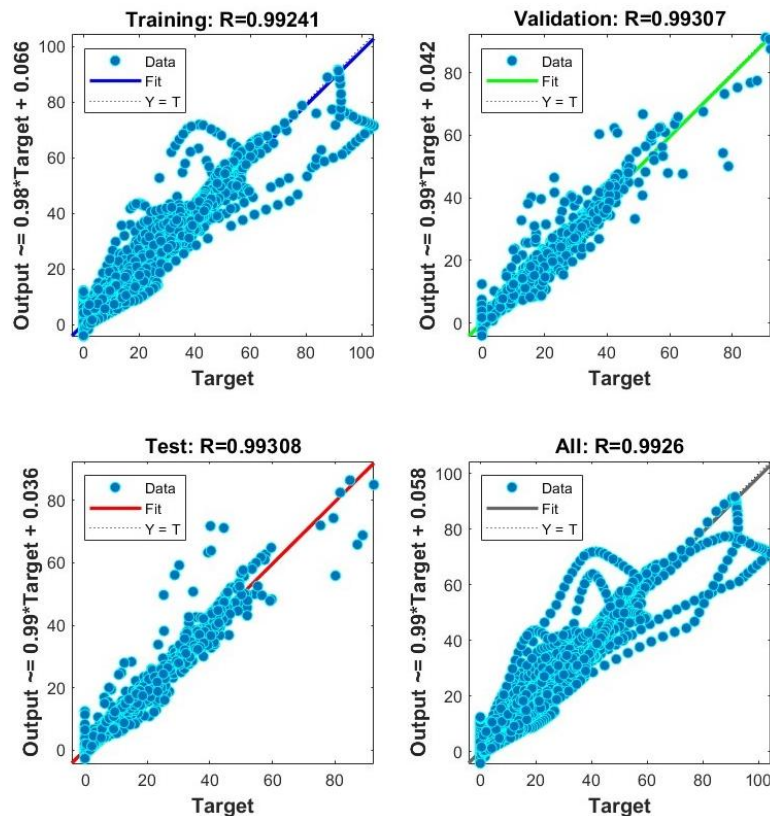 Training: R=0.99241
Output ~= 0.98*Target + 0.066
100
80
60
40
20
0
Data
Fit
Y = T
0 20 40 60 80 100
Target
Validation: R=0.99307
Output ~= 0.99*Target + 0.042
80
60
40
20
0
Data
Fit
Y = T
0 20 40 60 80
Target
Test: R=0.99308
Output ~= 0.99*Target + 0.036
80
60
40
20
0
Data
Fit
Y = T
0 20 40 60 80
Target
All: R=0.9926
Output ~= 0.99*Target + 0.058
100
80
60
40
20
0
Data
Fit
Y = T
0 20 40 60 80 100
Target